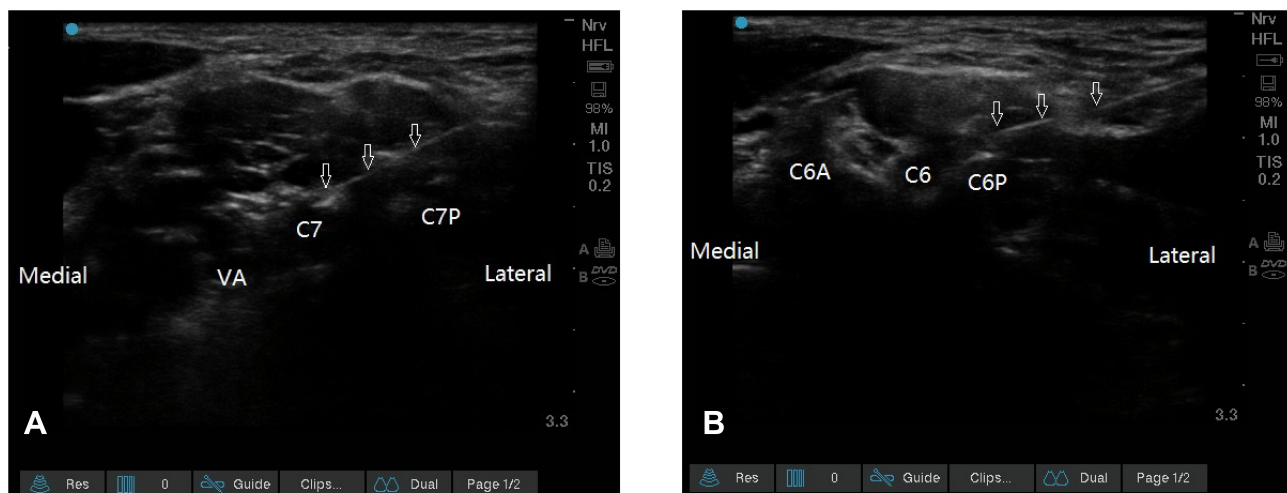 Nrv
HFL
98%
MI
1.0
TIS
0.2
C7
C7P
Medial
VA
Lateral
A
B DVD
A
3.3
Res 0 Guide Clips... Dual Page 1/2
Nrv
HFL
98%
MI
1.0
TIS
0.2
C6A
C6
C6P
Medial
Lateral
A
B DVD
B
3.3
Res 0 Guide Clips... Dual Page 1/2